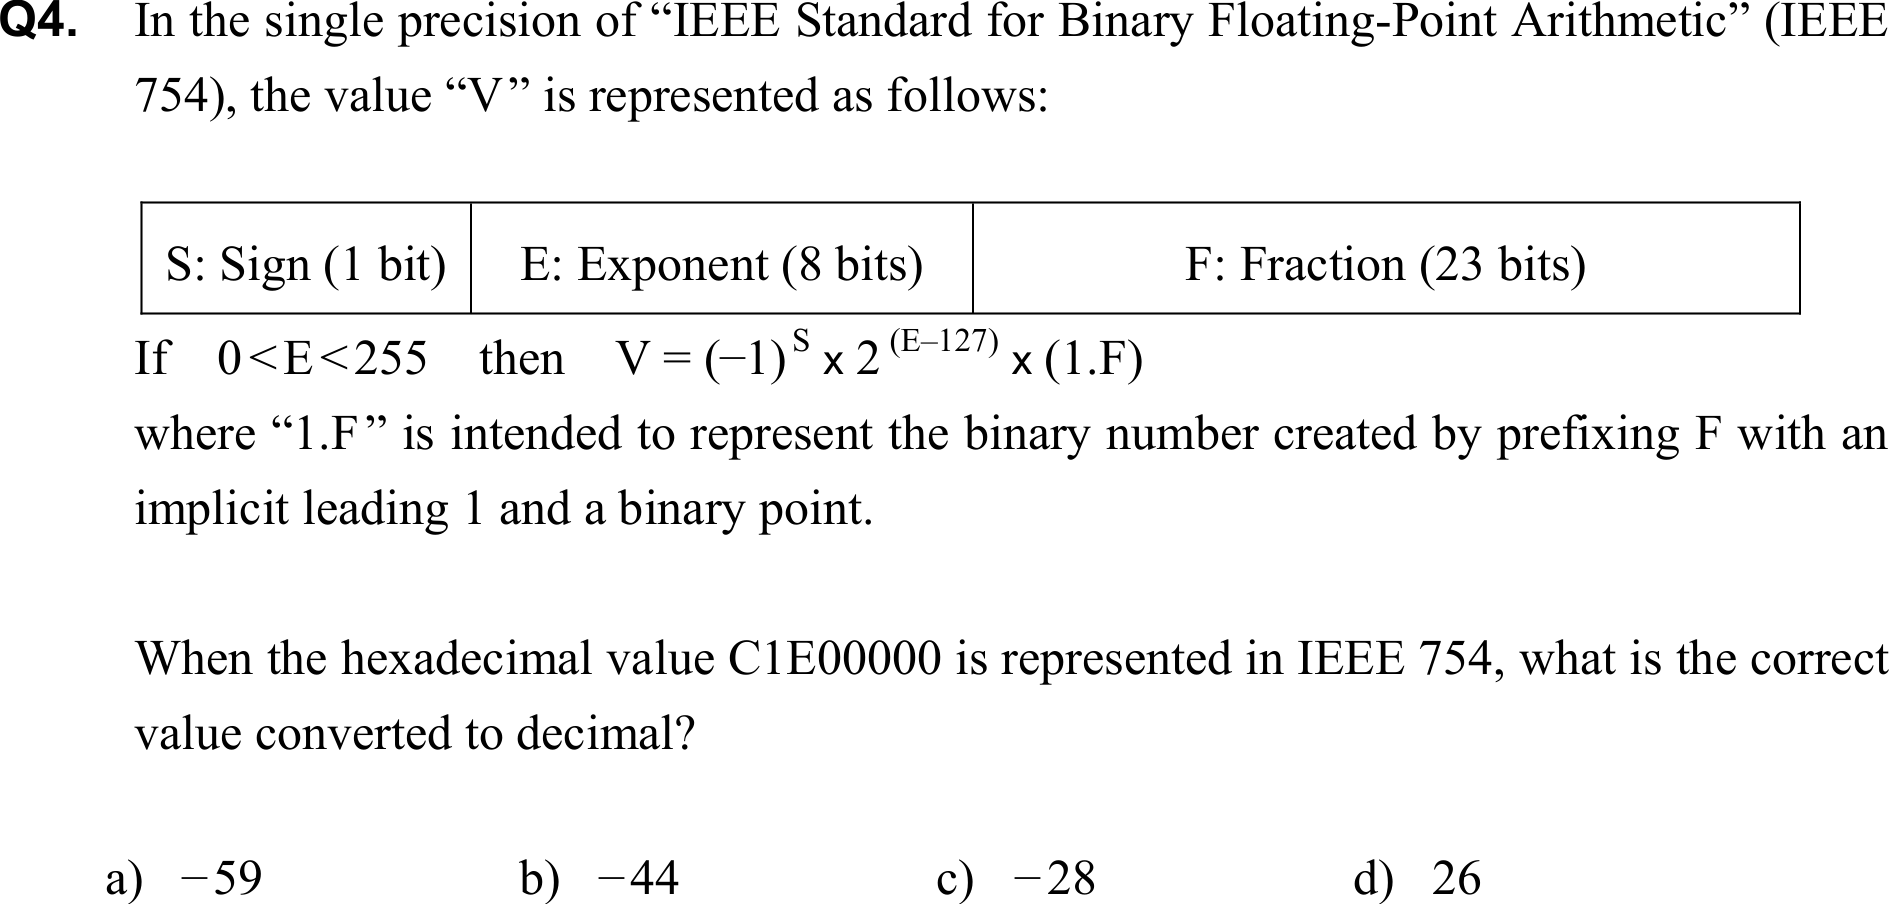 Q4. In the single precision of “IEEE Standard for Binary Floating-Point Arithmetic” (IEEE
754), the value “V” is represented as follows:
S: Sign (1 bit) E: Exponent (8 bits) F: Fraction (23 bits)
If 0<E<255 then V = (−1)^S x 2^(E–127) x (1.F)
where “1.F” is intended to represent the binary number created by prefixing F with an
implicit leading 1 and a binary point.
When the hexadecimal value C1E00000 is represented in IEEE 754, what is the correct
value converted to decimal?
a) −59 b) −44 c) −28 d) 26